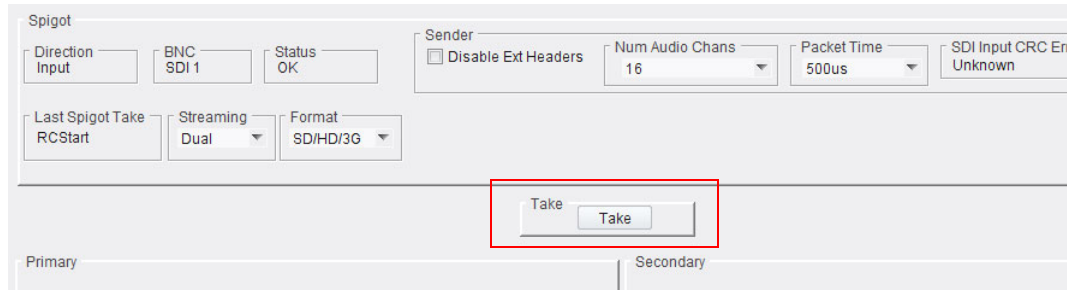 Spigot
Direction
Input
BNC
SDI 1
Status
OK
Sender
Disable Ext Headers
Num Audio Chans
16
Packet Time
500us
SDI Input CRC Er
Unknown
Last Spigot Take
RCStart
Streaming
Dual
Format
SD/HD/3G
Take
Take
Primary
Secondary